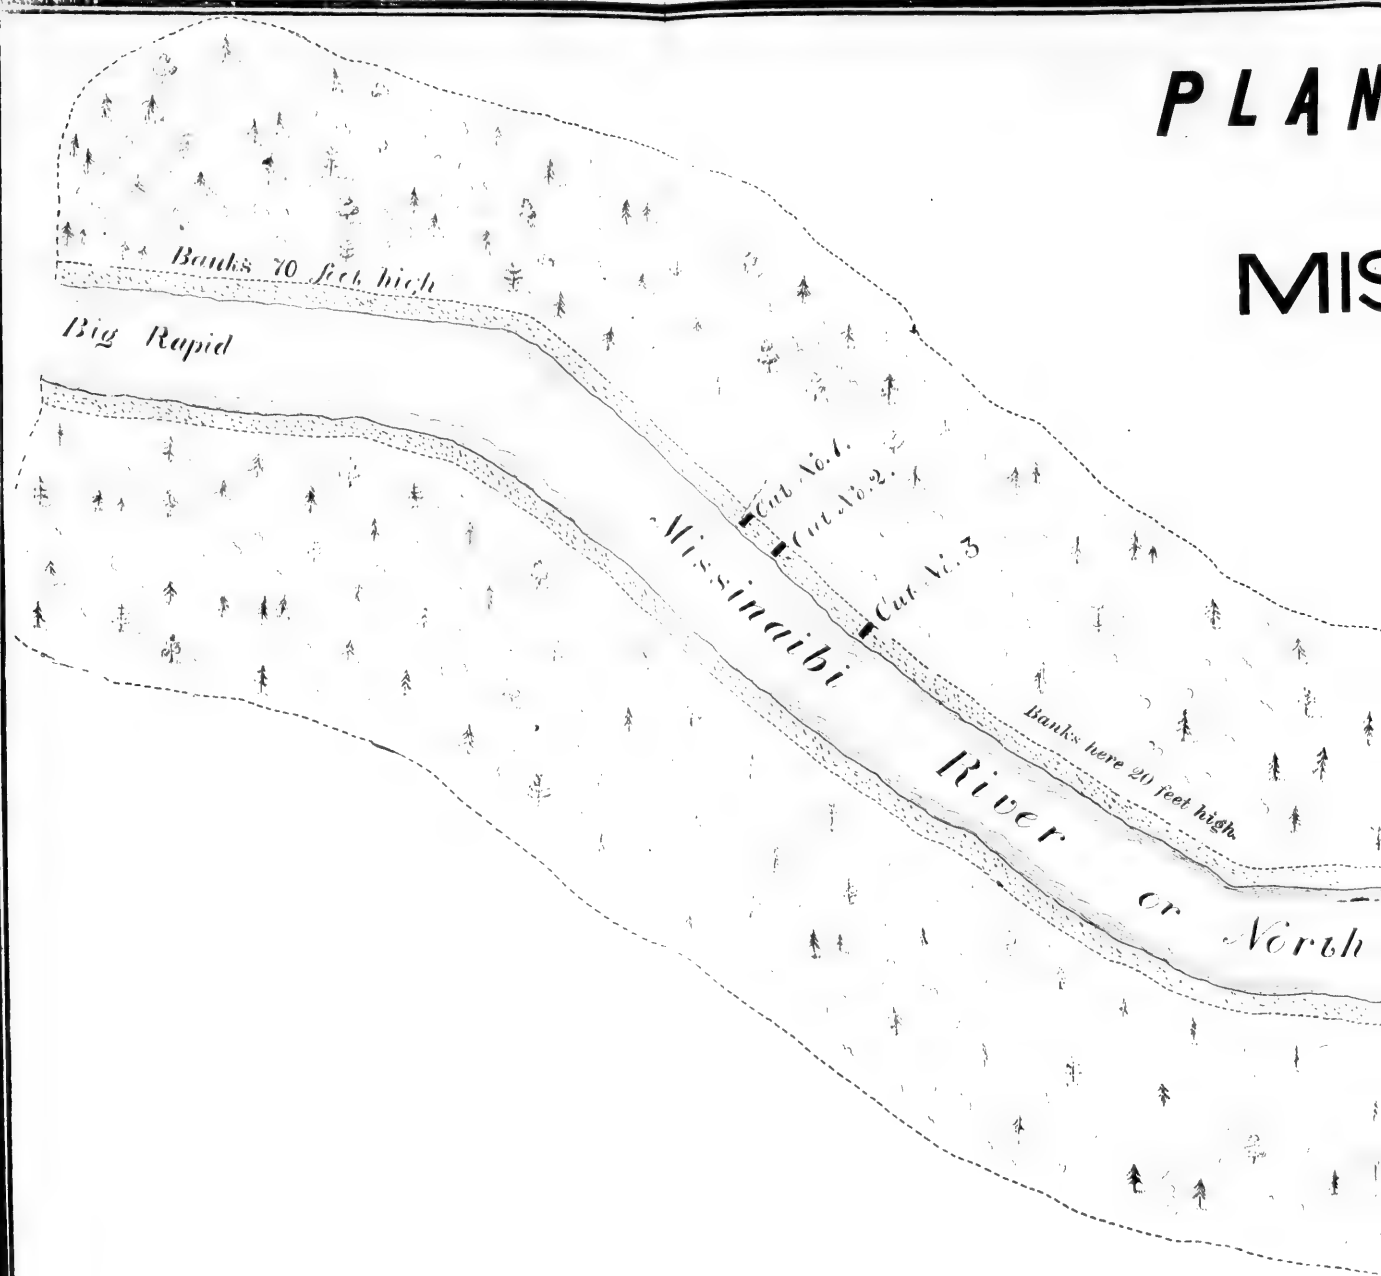 PLAN
MIS
Banks 70 feet high
Big Rapid
Cut No. 1.
Cut No. 2.
Cut No. 3
Missinaibi River or North
Banks here 20 feet high.